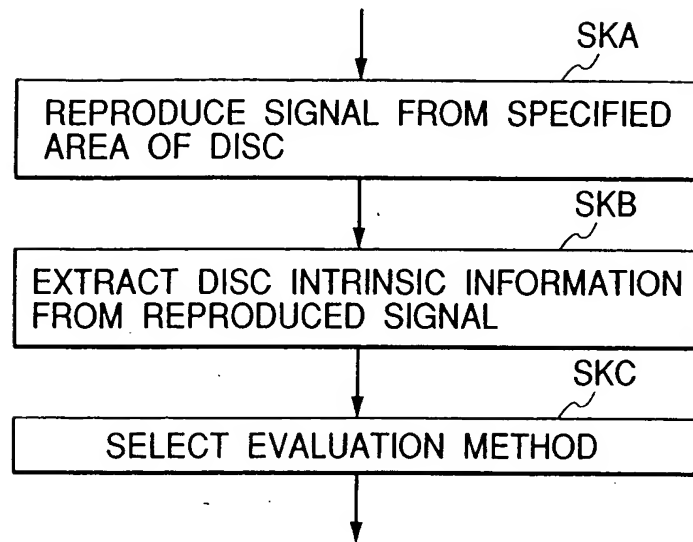 SKA
REPRODUCE SIGNAL FROM SPECIFIED
AREA OF DISC
SKB
EXTRACT DISC INTRINSIC INFORMATION
FROM REPRODUCED SIGNAL
SKC
SELECT EVALUATION METHOD